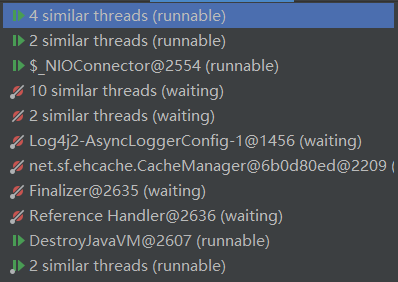 4 similar threads (runnable)
2 similar threads (runnable)
$_NIOConnector@2554 (runnable)
10 similar threads (waiting)
2 similar threads (waiting)
Log4j2-AsyncLoggerConfig-1@1456 (waiting)
net.sf.ehcache.CacheManager@6b0d80ed@2209 (
Finalizer@2635 (waiting)
Reference Handler@2636 (waiting)
DestroyJavaVM@2607 (runnable)
2 similar threads (runnable)